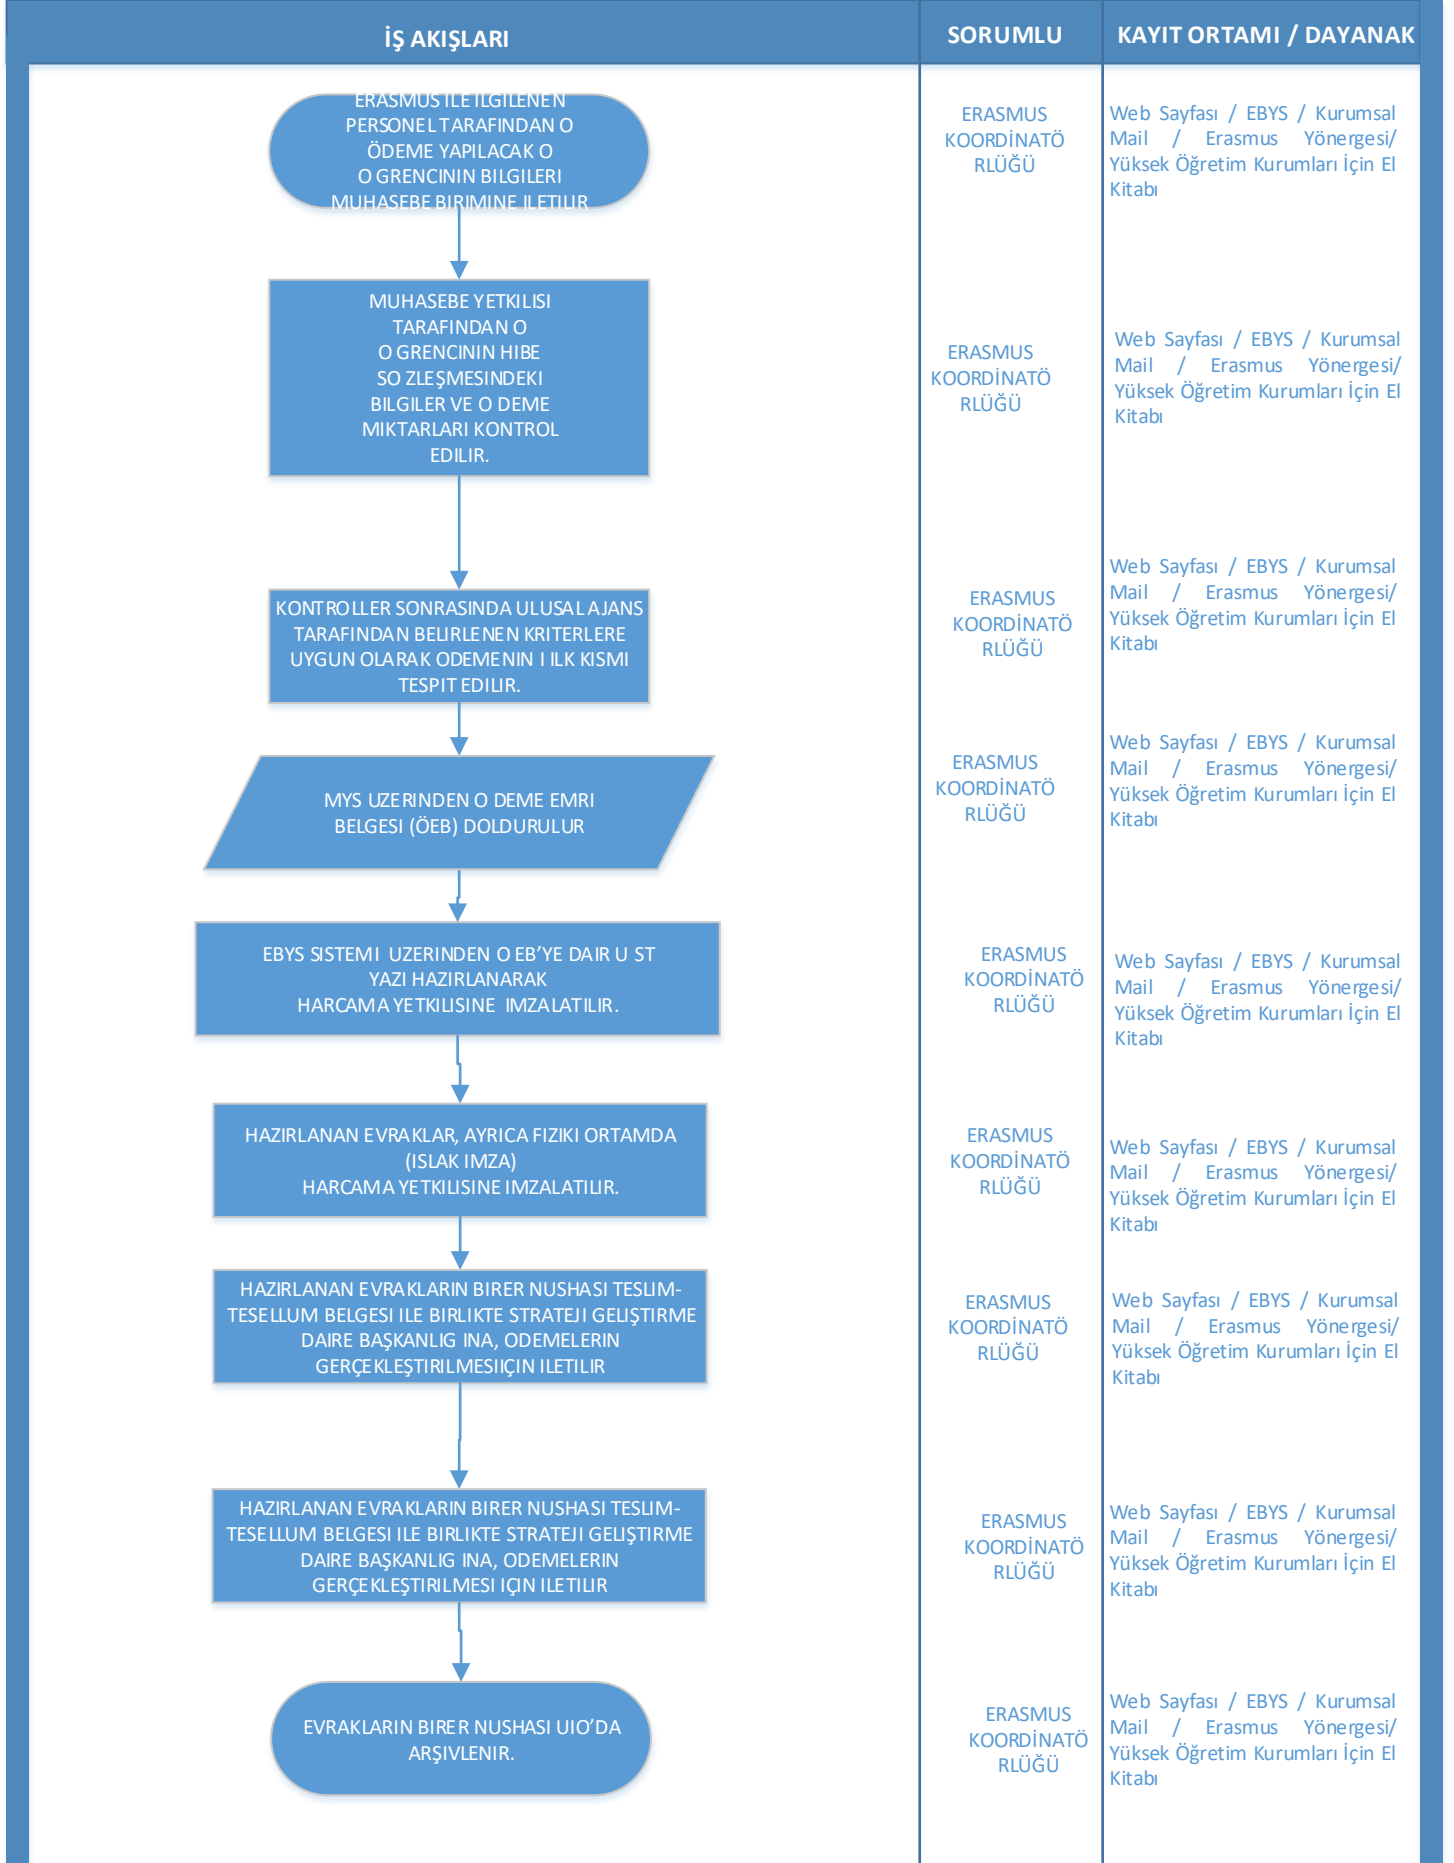 İŞ AKIŞLARI
SORUMLU
KAYIT ORTAMI / DAYANAK
ERASMUS ILE ILGILENEN
PERSONEL TARAFINDAN O
ÖDEME YAPILACAK O
O GRENCININ BILGILERI
MUHASEBE BIRIMINE ILETILIR
ERASMUS
KOORDİNATÖ
RLÜĞÜ
Web Sayfası / EBYS / Kurumsal
Mail / Erasmus Yönergesi/
Yüksek Öğretim Kurumları İçin El
Kitabı
MUHASEBE YETKILISI
TARAFINDAN O
O GRENCININ HIBE
SO ZLEŞMESINDEKI
BILGILER VE O DEME
MIKTARLARI KONTROL
EDILIR.
ERASMUS
KOORDİNATÖ
RLÜĞÜ
Web Sayfası / EBYS / Kurumsal
Mail / Erasmus Yönergesi/
Yüksek Öğretim Kurumları İçin El
Kitabı
KONTROLLER SONRASINDA ULUSAL AJANS
TARAFINDAN BELIRLENEN KRITERLERE
UYGUN OLARAK ODEMENIN I ILK KISMI
TESPIT EDILIR.
ERASMUS
KOORDİNATÖ
RLÜĞÜ
Web Sayfası / EBYS / Kurumsal
Mail / Erasmus Yönergesi/
Yüksek Öğretim Kurumları İçin El
Kitabı
MYS UZERINDEN O DEME EMRI
BELGESI (ÖEB) DOLDURULUR
ERASMUS
KOORDİNATÖ
RLÜĞÜ
Web Sayfası / EBYS / Kurumsal
Mail / Erasmus Yönergesi/
Yüksek Öğretim Kurumları İçin El
Kitabı
EBYS SISTEMI UZERINDEN O EB’YE DAIR U ST
YAZI HAZIRLANARAK
HARCAMA YETKILISINE IMZALATILIR.
ERASMUS
KOORDİNATÖ
RLÜĞÜ
Web Sayfası / EBYS / Kurumsal
Mail / Erasmus Yönergesi/
Yüksek Öğretim Kurumları İçin El
Kitabı
HAZIRLANAN EVRAKLAR, AYRICA FIZIKI ORTAMDA
(ISLAK IMZA)
HARCAMA YETKILISINE IMZALATILIR.
ERASMUS
KOORDİNATÖ
RLÜĞÜ
Web Sayfası / EBYS / Kurumsal
Mail / Erasmus Yönergesi/
Yüksek Öğretim Kurumları İçin El
Kitabı
HAZIRLANAN EVRAKLARIN BIRER NUSHASI TESLIM-
TESELLUM BELGESI ILE BIRLIKTE STRATEJI GELIŞTIRME
DAIRE BAŞKANLIG INA, ODEMELERIN
GERÇEKLEŞTIRILMESIIÇIN ILETILIR
ERASMUS
KOORDİNATÖ
RLÜĞÜ
Web Sayfası / EBYS / Kurumsal
Mail / Erasmus Yönergesi/
Yüksek Öğretim Kurumları İçin El
Kitabı
HAZIRLANAN EVRAKLARIN BIRER NUSHASI TESLIM-
TESELLUM BELGESI ILE BIRLIKTE STRATEJI GELIŞTIRME
DAIRE BAŞKANLIG INA, ODEMELERIN
GERÇEKLEŞTIRILMESI IÇIN ILETILIR
ERASMUS
KOORDİNATÖ
RLÜĞÜ
Web Sayfası / EBYS / Kurumsal
Mail / Erasmus Yönergesi/
Yüksek Öğretim Kurumları İçin El
Kitabı
EVRAKLARIN BIRER NUSHASI UIO’DA
ARŞIVLENIR.
ERASMUS
KOORDİNATÖ
RLÜĞÜ
Web Sayfası / EBYS / Kurumsal
Mail / Erasmus Yönergesi/
Yüksek Öğretim Kurumları İçin El
Kitabı